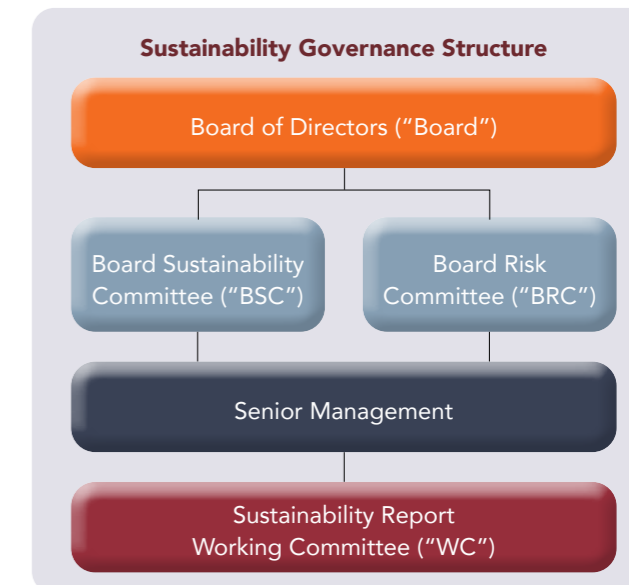 Sustainability Governance Structure
Board of Directors (“Board”)
Board Sustainability
Committee (“BSC”)
Board Risk
Committee (“BRC”)
Senior Management
Sustainability Report
Working Committee (“WC”)